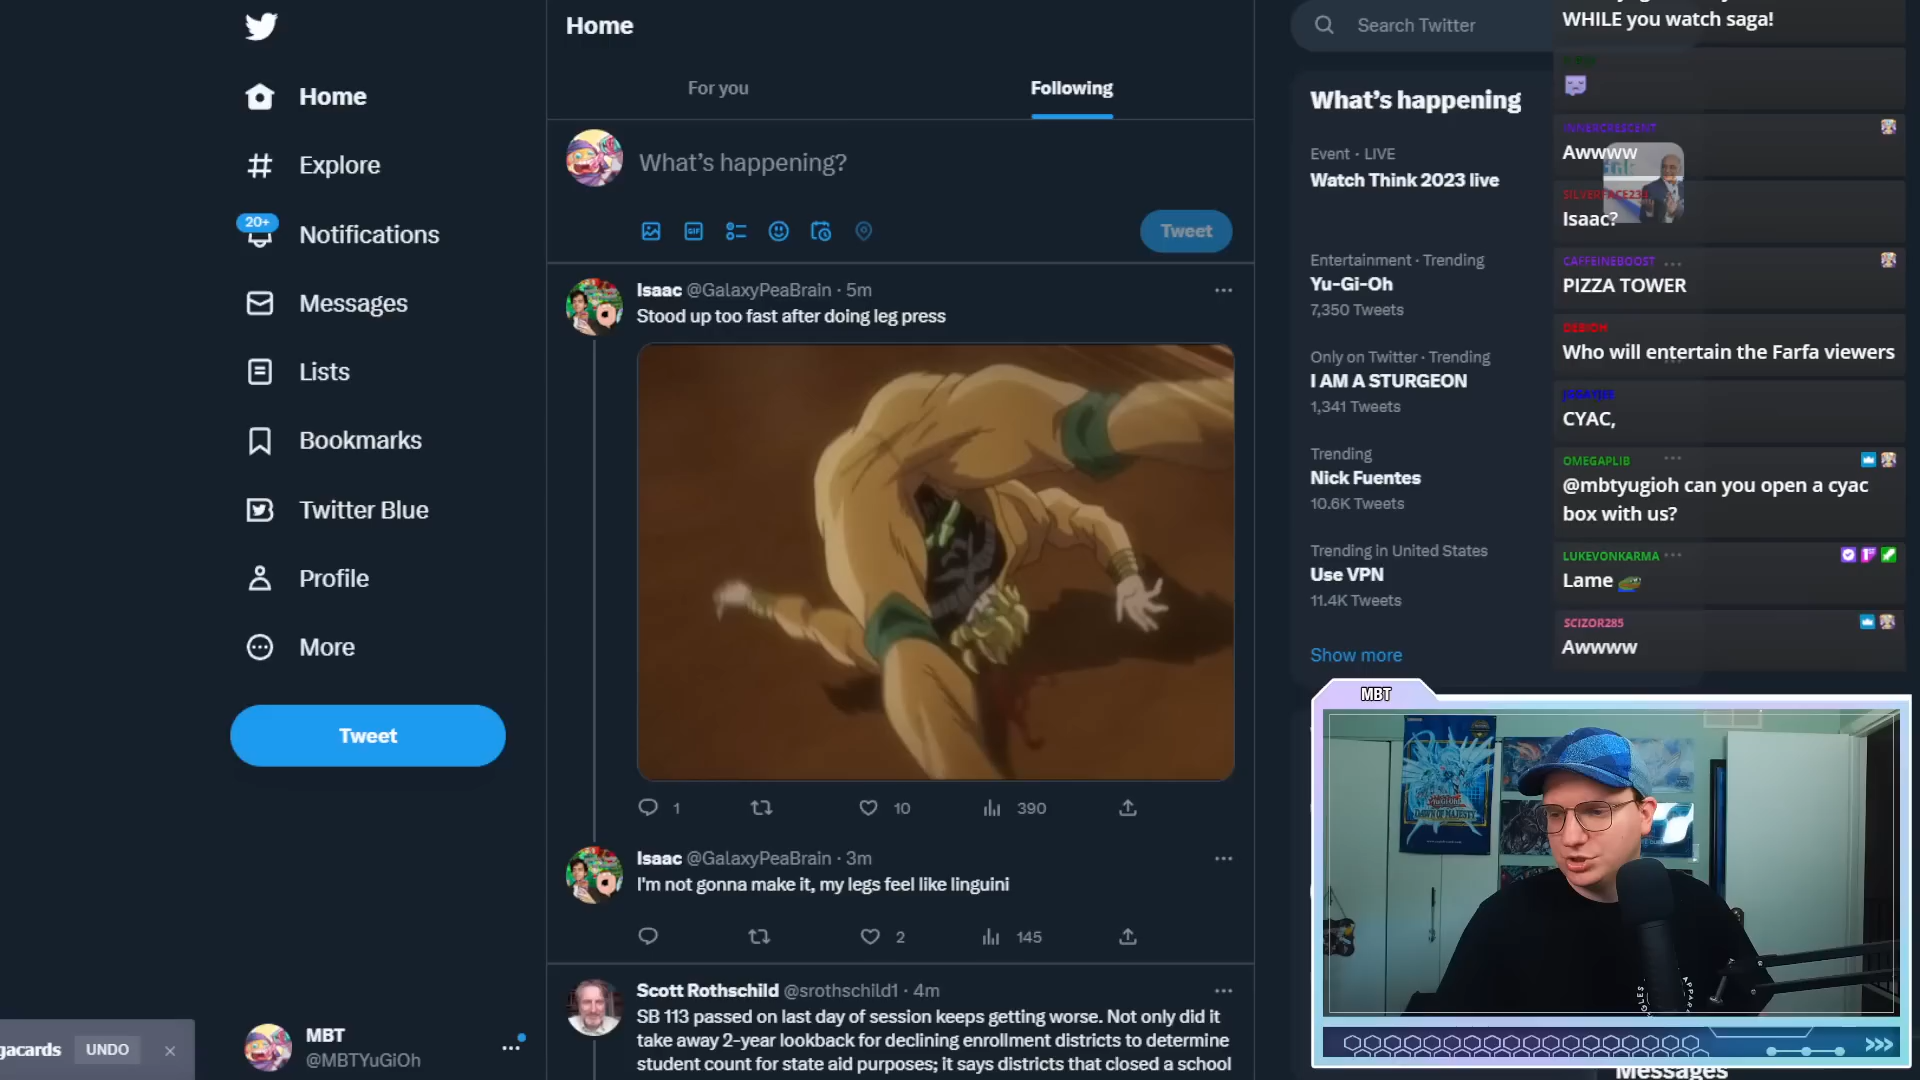 Home
Explore
20+
Notifications
Messages
Lists
Bookmarks
Twitter Blue
Profile
More
Tweet
gacards
UNDO
MBT
@MBTYuGiOh
Home
For you
Following
What's happening?
GIF
Tweet
Isaac @GalaxyPeaBrain · 5m
Stood up too fast after doing leg press
1
10
390
Isaac @GalaxyPeaBrain · 3m
I'm not gonna make it, my legs feel like linguini
2
145
Scott Rothschild @srothschild1 · 4m
SB 113 passed on last day of session keeps getting worse. Not only did it
take away 2-year lookback for declining enrollment districts to determine
student count for state aid purposes; it says districts that closed a school
Search Twitter
What's happening
Event · LIVE
Watch Think 2023 live
Entertainment · Trending
Yu-Gi-Oh
7,350 Tweets
Only on Twitter · Trending
I AM A STURGEON
1,341 Tweets
Trending
Nick Fuentes
10.6K Tweets
Trending in United States
Use VPN
11.4K Tweets
Show more
WHILE you watch saga!
INNERCRESCENT
Awwww
Isaac?
CAFFEINEBOOST
PIZZA TOWER
Who will entertain the Farfa viewers
CYAC,
OMEGAPLIB
@mbtyugioh can you open a cyac
box with us?
LUKEVONKARMA
Lame
SCIZOR285
Awwww
MBT
DAWN OF MAJESTY
Messages